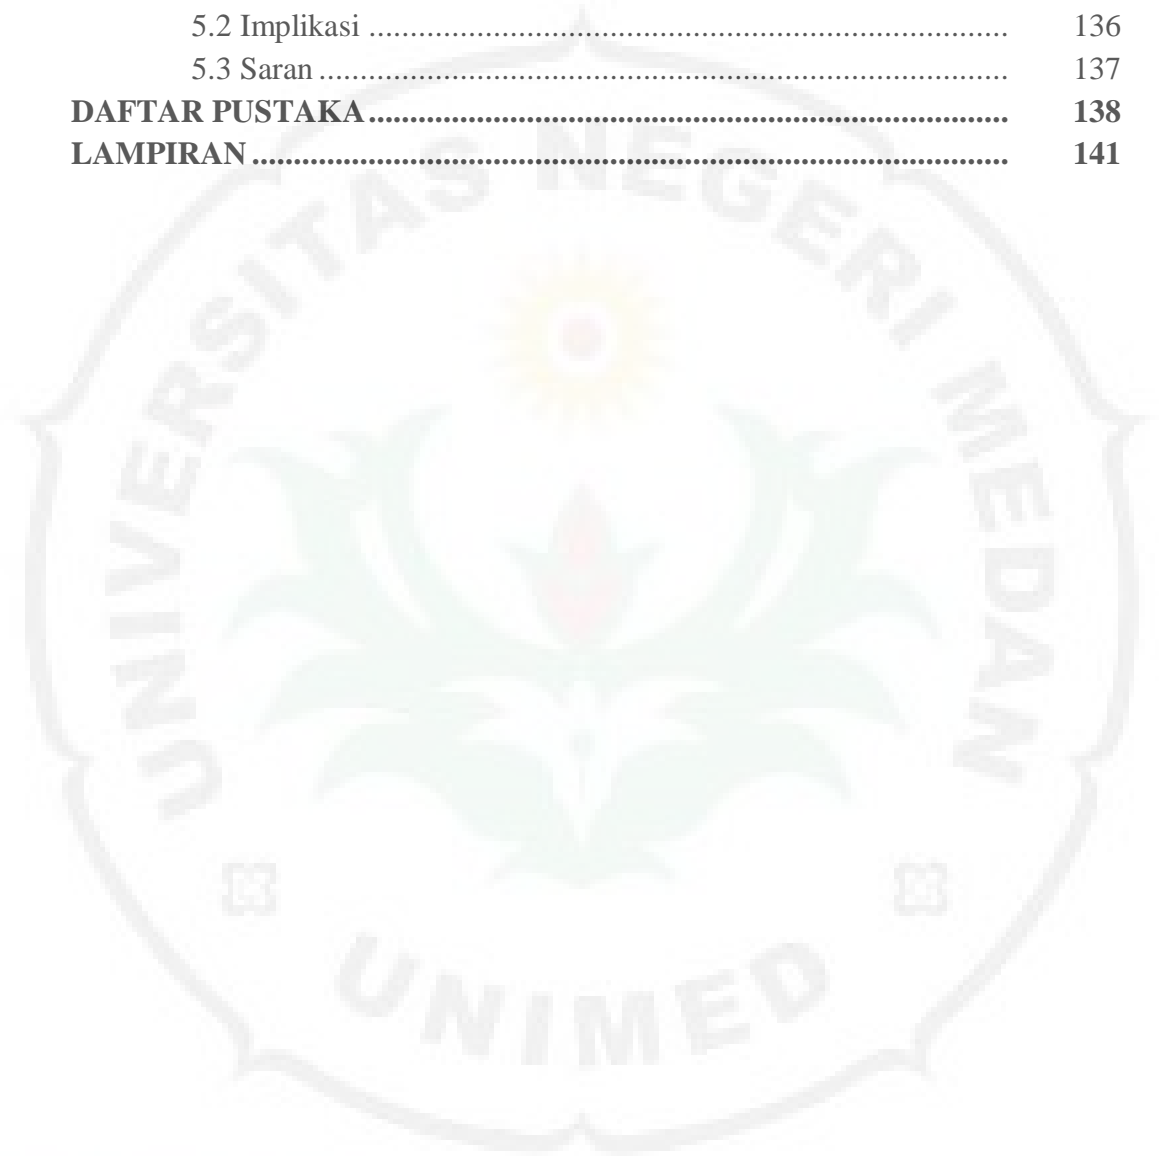 5.2 Implikasi .............................................................................. 136
5.3 Saran .................................................................................... 137
DAFTAR PUSTAKA .............................................................................. 138
LAMPIRAN ............................................................................................ 141
UNIVERSITAS NEGERI MEDAN
UNIMED